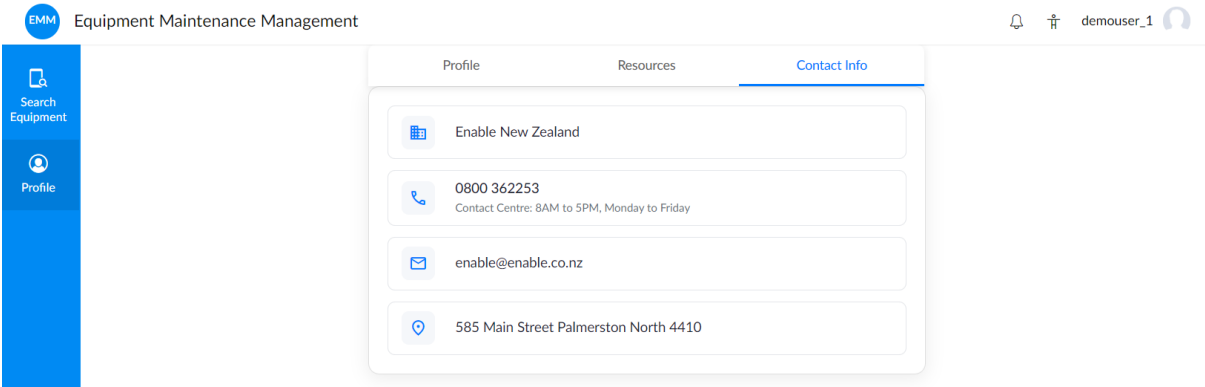 EMM
Equipment Maintenance Management
demouser_1
Search
Equipment
Profile
Profile
Resources
Contact Info
Enable New Zealand
0800 362253
Contact Centre: 8AM to 5PM, Monday to Friday
enable@enable.co.nz
585 Main Street Palmerston North 4410